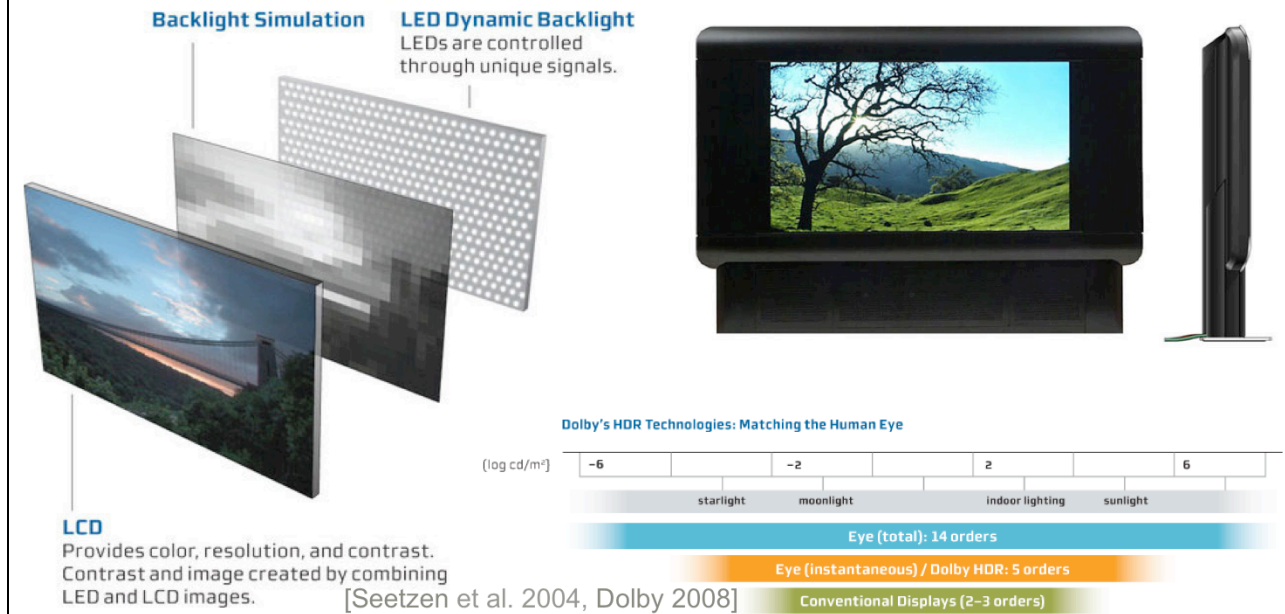 Backlight Simulation
LED Dynamic Backlight
LEDs are controlled
through unique signals.
LCD
Provides color, resolution, and contrast.
Contrast and image created by combining
LED and LCD images.
[Seetzen et al. 2004, Dolby 2008]
Dolby's HDR Technologies: Matching the Human Eye
(log cd/m²) -6 -2 2 6
starlight moonlight indoor lighting sunlight
Eye (total): 14 orders
Eye (instantaneous) / Dolby HDR: 5 orders
Conventional Displays (2–3 orders)